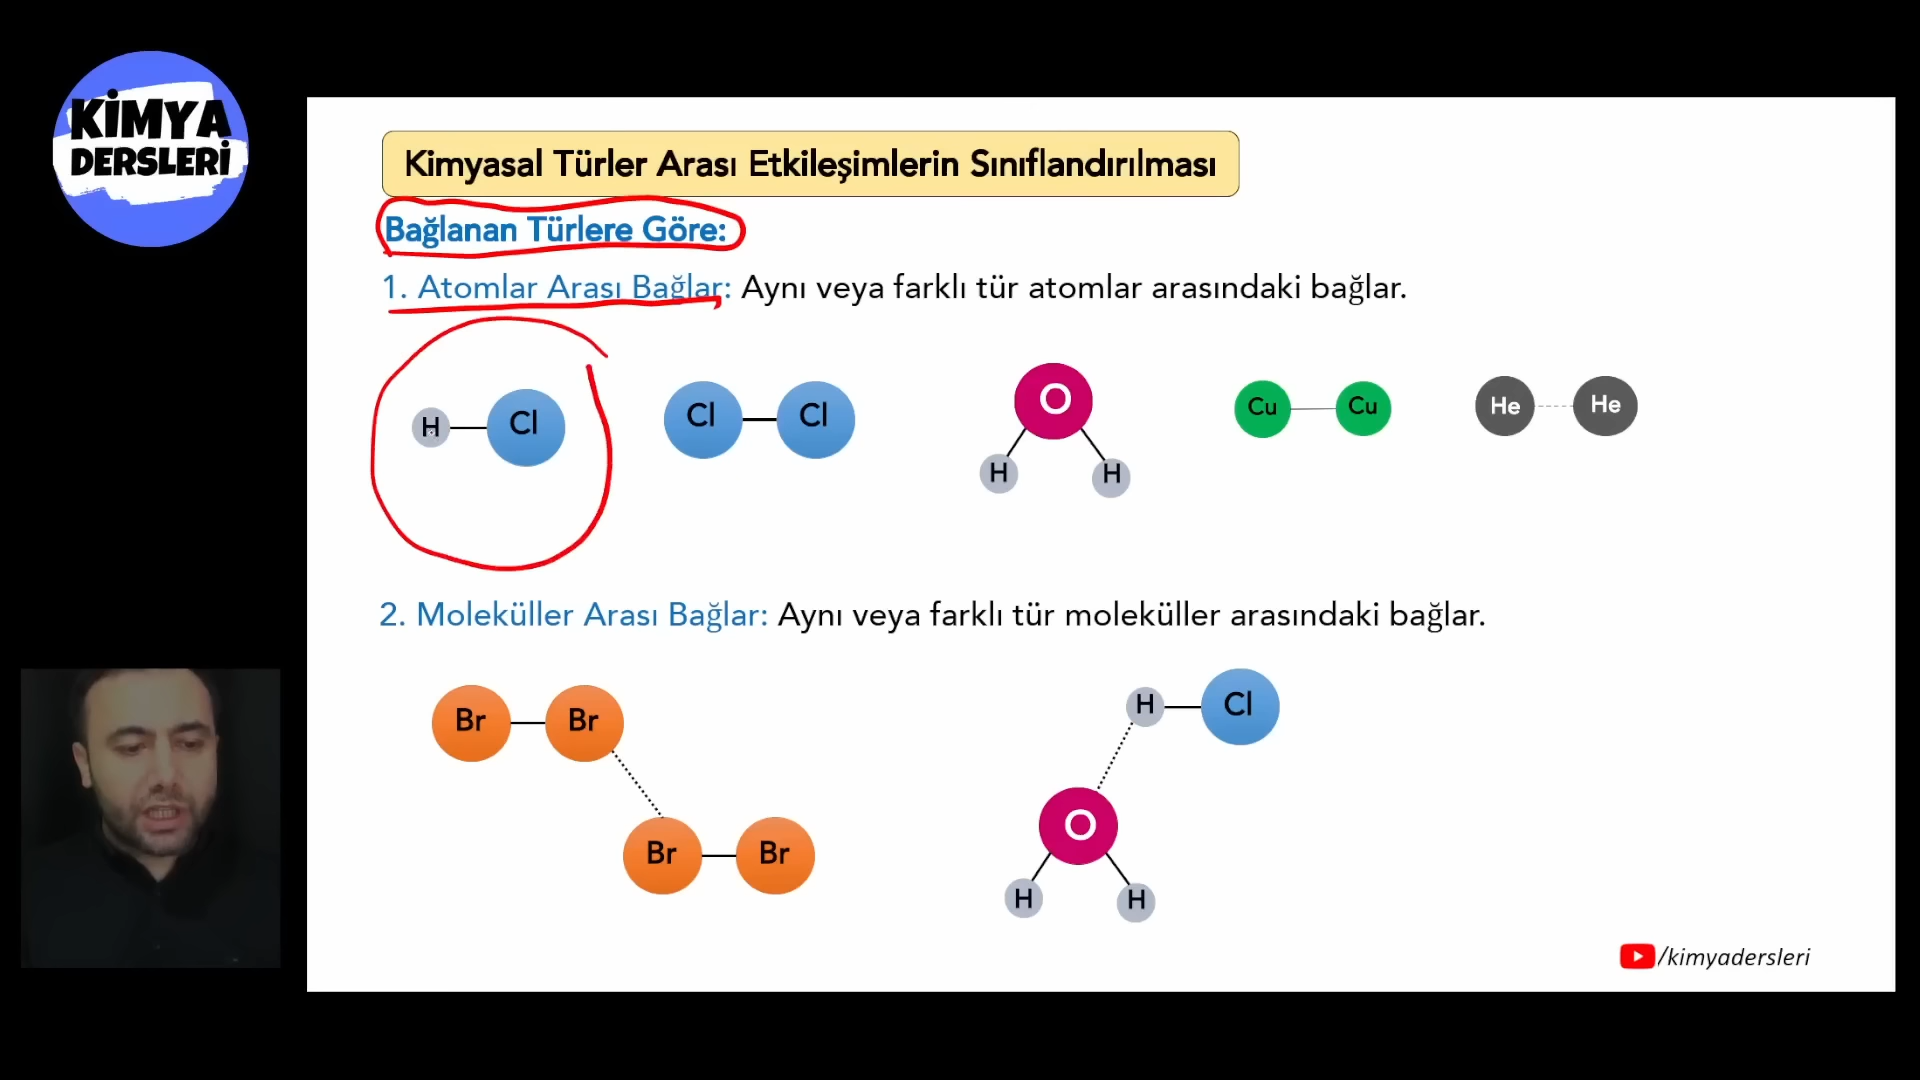 KİMYA
DERSLERİ
Kimyasal Türler Arası Etkileşimlerin Sınıflandırılması
Bağlanan Türlere Göre:
1. Atomlar Arası Bağlar: Aynı veya farklı tür atomlar arasındaki bağlar.
H Cl
Cl Cl
O
H H
Cu Cu
He He
2. Moleküller Arası Bağlar: Aynı veya farklı tür moleküller arasındaki bağlar.
Br Br
Br Br
H Cl
O
H H
/kimyadersleri